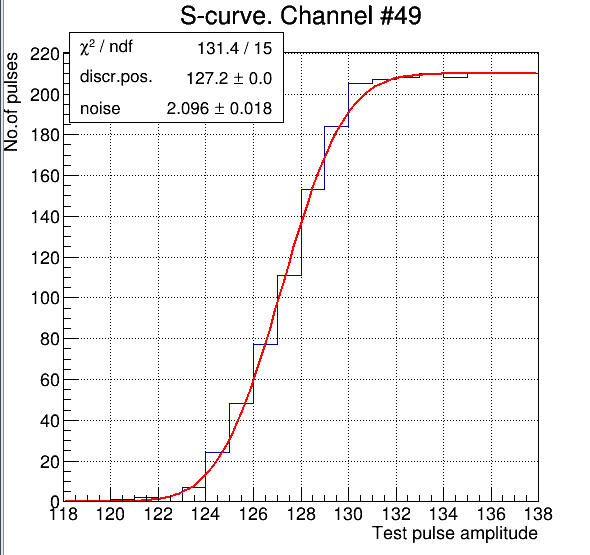 S-curve. Channel #49
χ² / ndf 131.4 / 15
discr.pos. 127.2 ± 0.0
noise 2.096 ± 0.018
No.of pulses
220
200
180
160
140
120
100
80
60
40
20
0
118 120 122 124 126 128 130 132 134 136 138
Test pulse amplitude